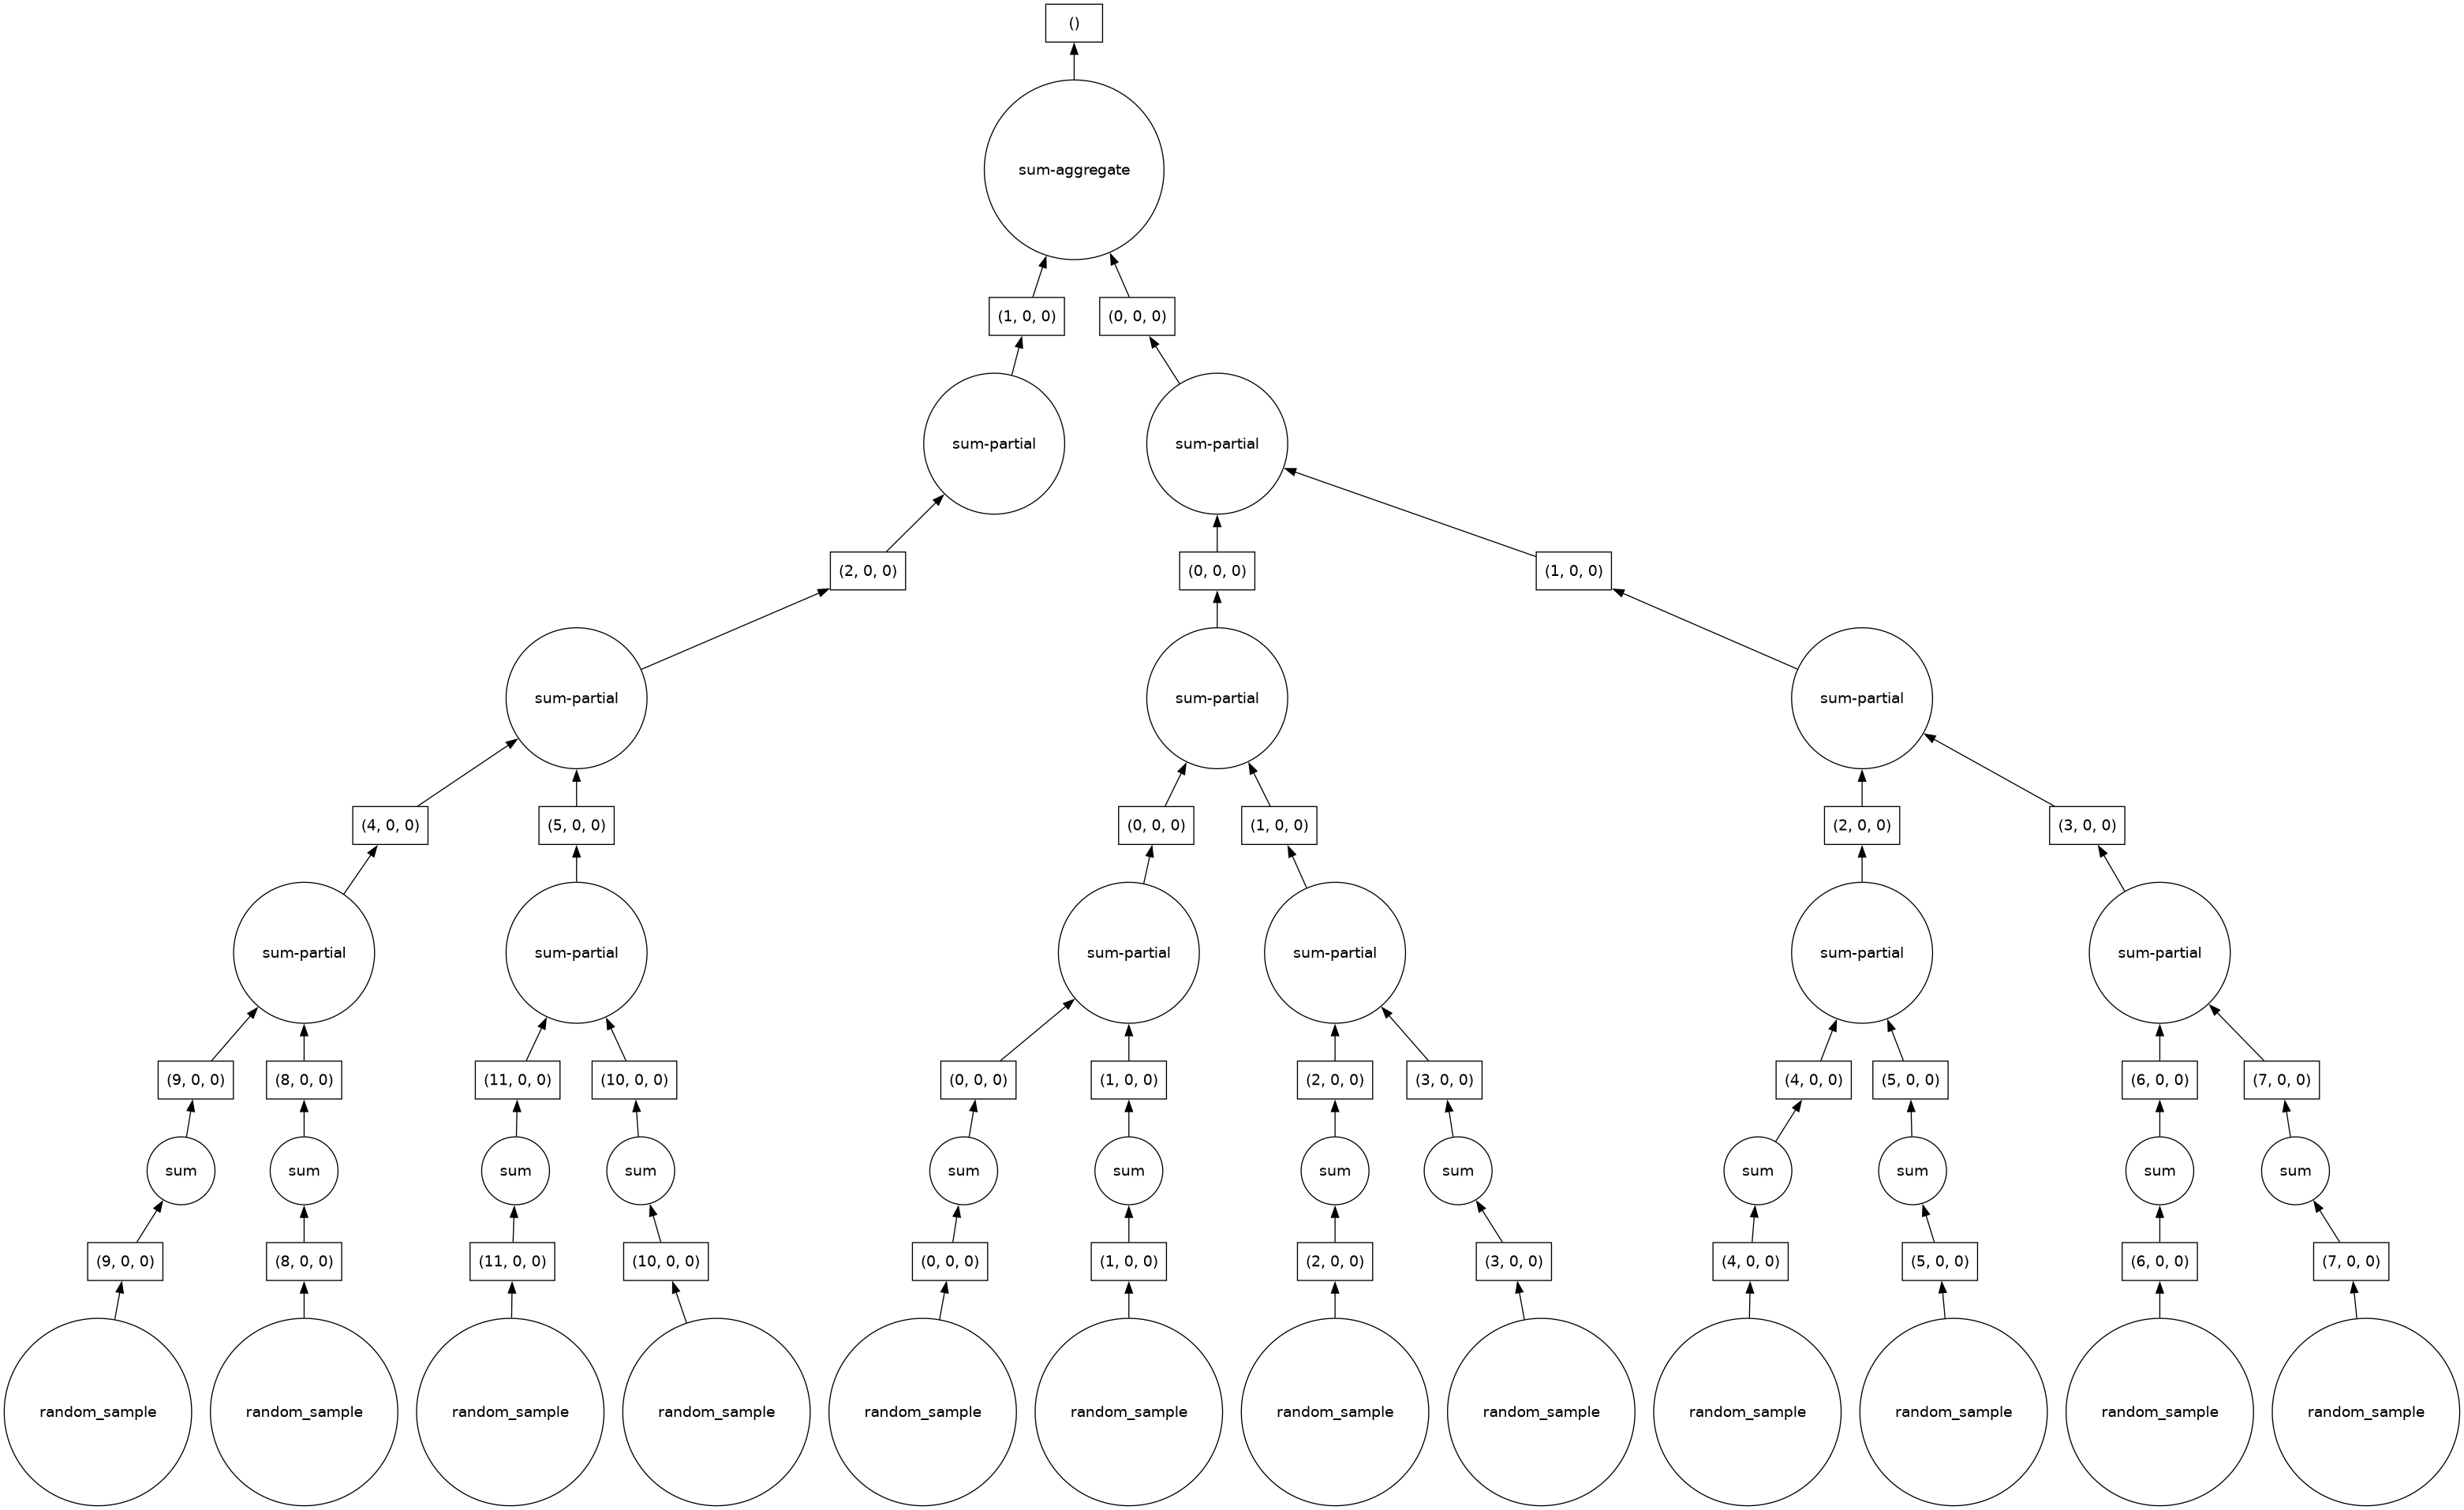 ()
sum-aggregate
(1, 0, 0)
(0, 0, 0)
sum-partial
sum-partial
(2, 0, 0)
(0, 0, 0)
(1, 0, 0)
sum-partial
sum-partial
sum-partial
(4, 0, 0)
(5, 0, 0)
(0, 0, 0)
(1, 0, 0)
(2, 0, 0)
(3, 0, 0)
sum-partial
sum-partial
sum-partial
sum-partial
sum-partial
sum-partial
(9, 0, 0)
(8, 0, 0)
(11, 0, 0)
(10, 0, 0)
(0, 0, 0)
(1, 0, 0)
(2, 0, 0)
(3, 0, 0)
(4, 0, 0)
(5, 0, 0)
(6, 0, 0)
(7, 0, 0)
sum
sum
sum
sum
sum
sum
sum
sum
sum
sum
sum
sum
(9, 0, 0)
(8, 0, 0)
(11, 0, 0)
(10, 0, 0)
(0, 0, 0)
(1, 0, 0)
(2, 0, 0)
(3, 0, 0)
(4, 0, 0)
(5, 0, 0)
(6, 0, 0)
(7, 0, 0)
random_sample
random_sample
random_sample
random_sample
random_sample
random_sample
random_sample
random_sample
random_sample
random_sample
random_sample
random_sample